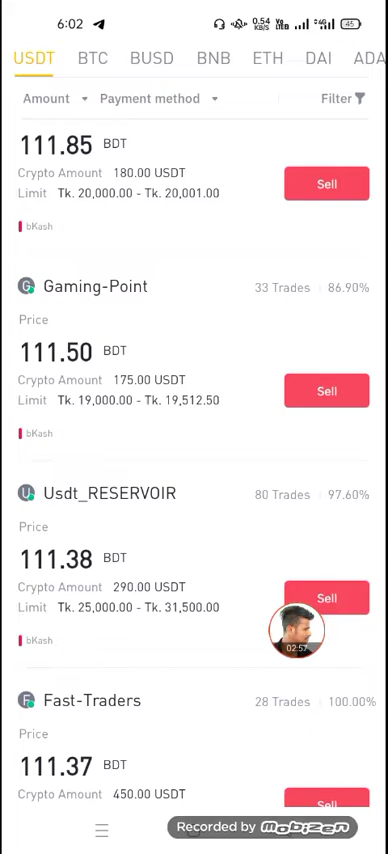 6:02 0.54 KB/S Vo LTE 4G 45
USDT BTC BUSD BNB ETH DAI ADA
Amount Payment method Filter
111.85 BDT
Crypto Amount 180.00 USDT
Sell
Limit Tk. 20,000.00 - Tk. 20,001.00
bKash
G Gaming-Point 33 Trades 86.90%
Price
111.50 BDT
Crypto Amount 175.00 USDT
Sell
Limit Tk. 19,000.00 - Tk. 19,512.50
bKash
U Usdt_RESERVOIR 80 Trades 97.60%
Price
111.38 BDT
Crypto Amount 290.00 USDT
Sell
Limit Tk. 25,000.00 - Tk. 31,500.00
bKash
02:57
F Fast-Traders 28 Trades 100.00%
Price
111.37 BDT
Crypto Amount 450.00 USDT
Sell
Recorded by Mobizen